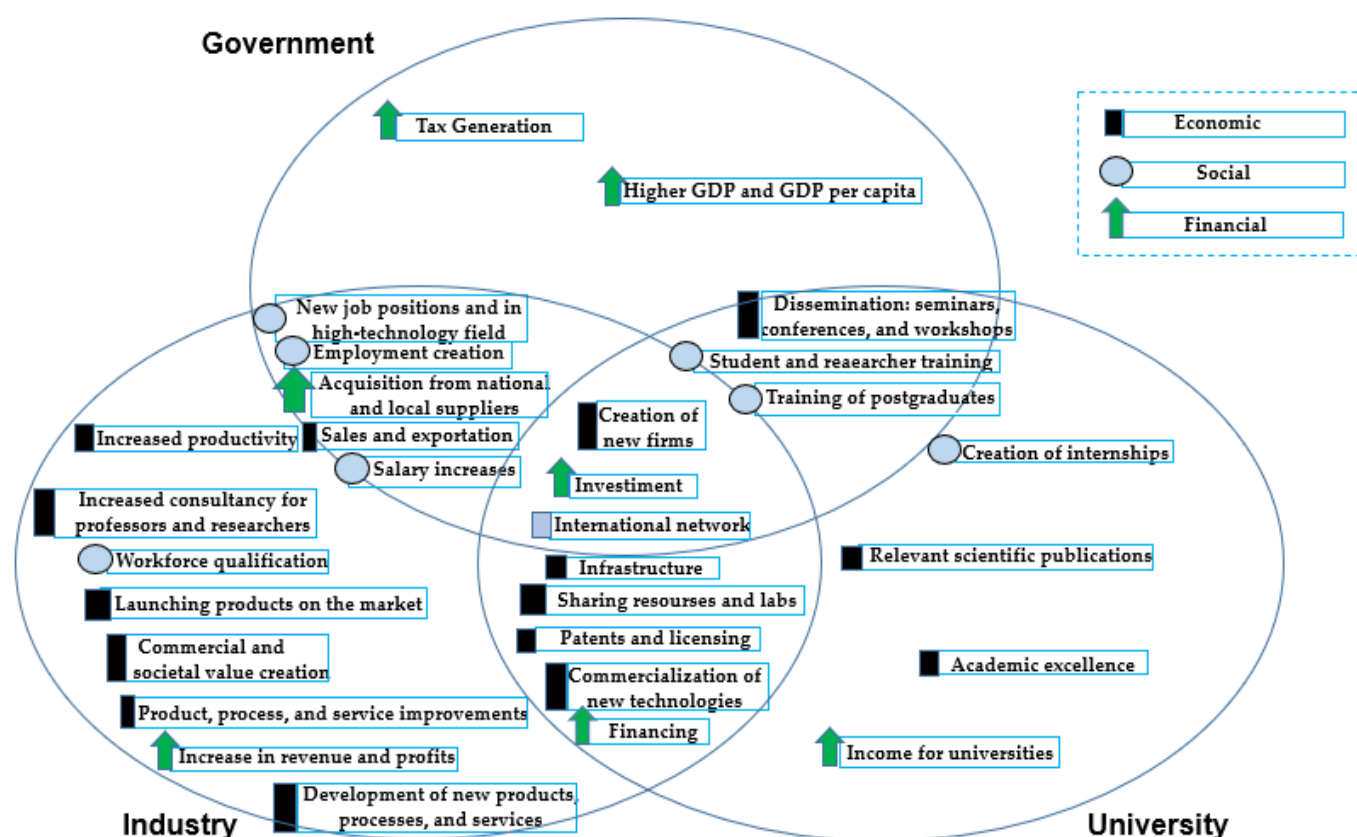 Government
Tax Generation
Higher GDP and GDP per capita
Economic
Social
Financial
New job positions and in
high-technology field
Employment creation
Acquisition from national
and local suppliers
Increased productivity
Sales and exportation
Salary increases
Dissemination: seminars,
conferences, and workshops
Student and reaearcher training
Training of postgraduates
Creation of
new firms
Creation of internships
Investiment
International network
Increased consultancy for
professors and researchers
Workforce qualification
Launching products on the market
Commercial and
societal value creation
Product, process, and service improvements
Increase in revenue and profits
Development of new products,
processes, and services
Infrastructure
Sharing resourses and labs
Patents and licensing
Commercialization of
new technologies
Financing
Relevant scientific publications
Academic excellence
Income for universities
Industry
University